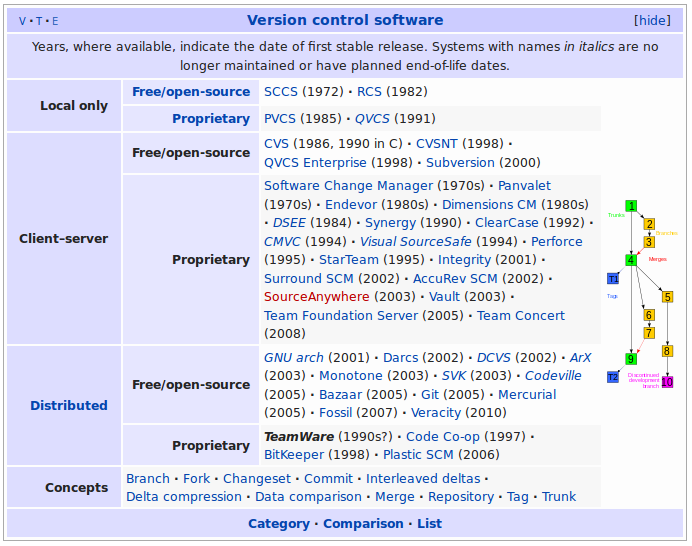 V • T • E Version control software [hide]
Years, where available, indicate the date of first stable release. Systems with names in italics are no
longer maintained or have planned end-of-life dates.
Local only
Free/open-source
SCCS (1972) · RCS (1982)
Proprietary
PVCS (1985) · QVCS (1991)
Client–server
Free/open-source
CVS (1986, 1990 in C) · CVSNT (1998) ·
QVCS Enterprise (1998) · Subversion (2000)
Proprietary
Software Change Manager (1970s) · Panvalet
(1970s) · Endevor (1980s) · Dimensions CM (1980s)
· DSEE (1984) · Synergy (1990) · ClearCase (1992) ·
CMVC (1994) · Visual SourceSafe (1994) · Perforce
(1995) · StarTeam (1995) · Integrity (2001) ·
Surround SCM (2002) · AccuRev SCM (2002) ·
SourceAnywhere (2003) · Vault (2003) ·
Team Foundation Server (2005) · Team Concert
(2008)
Distributed
Free/open-source
GNU arch (2001) · Darcs (2002) · DCVS (2002) · ArX
(2003) · Monotone (2003) · SVK (2003) · Codeville
(2005) · Bazaar (2005) · Git (2005) · Mercurial
(2005) · Fossil (2007) · Veracity (2010)
Proprietary
TeamWare (1990s?) · Code Co-op (1997) ·
BitKeeper (1998) · Plastic SCM (2006)
Concepts
Branch · Fork · Changeset · Commit · Interleaved deltas ·
Delta compression · Data comparison · Merge · Repository · Tag · Trunk
Category · Comparison · List
1
Trunks
2
Branches
3
4
Merges
T1
Tags
5
6
7
8
9
T2
Discontinued
development
branch
10